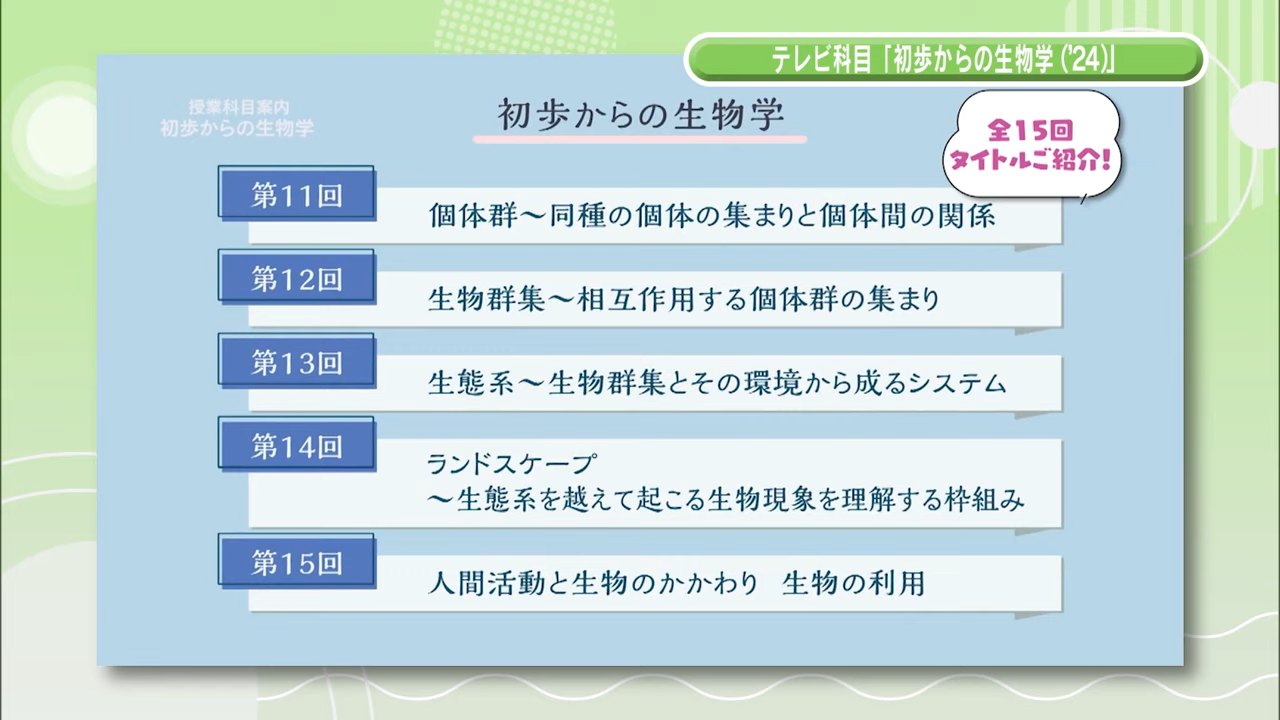 テレビ科目「初歩からの生物学('24)」
授業科目案内
初歩からの生物学
初歩からの生物学
全15回
タイトルご紹介!
第11回
個体群～同種の個体の集まりと個体間の関係
第12回
生物群集～相互作用する個体群の集まり
第13回
生態系～生物群集とその環境から成るシステム
第14回
ランドスケープ
～生態系を越えて起こる生物現象を理解する枠組み
第15回
人間活動と生物のかかわり 生物の利用